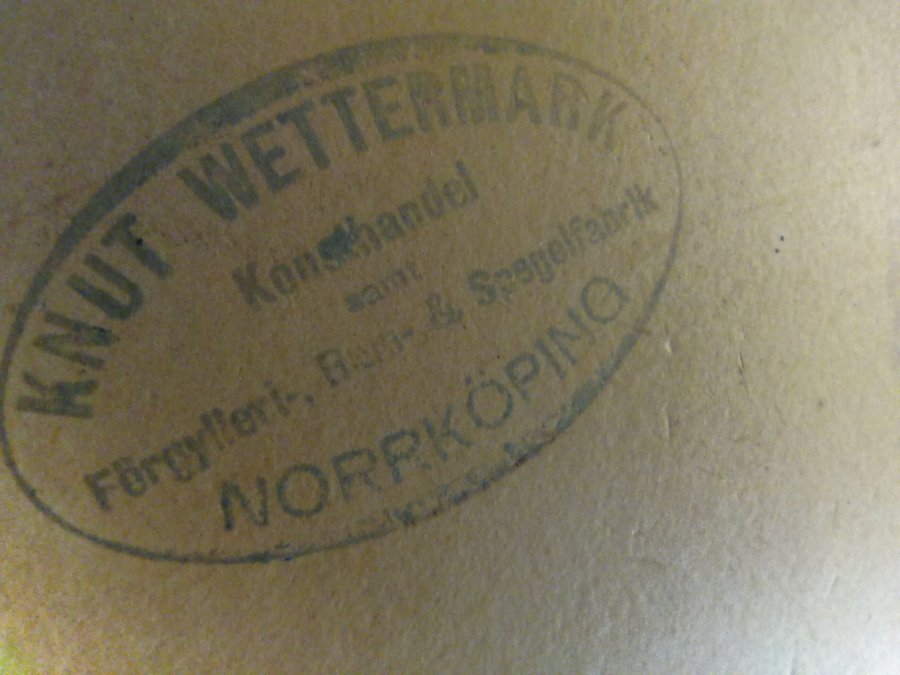 KNUT WETTERMARK
Konsthandel
samt
Förgylleri-, Ram- & Spegelfabrik
NORRKÖPING